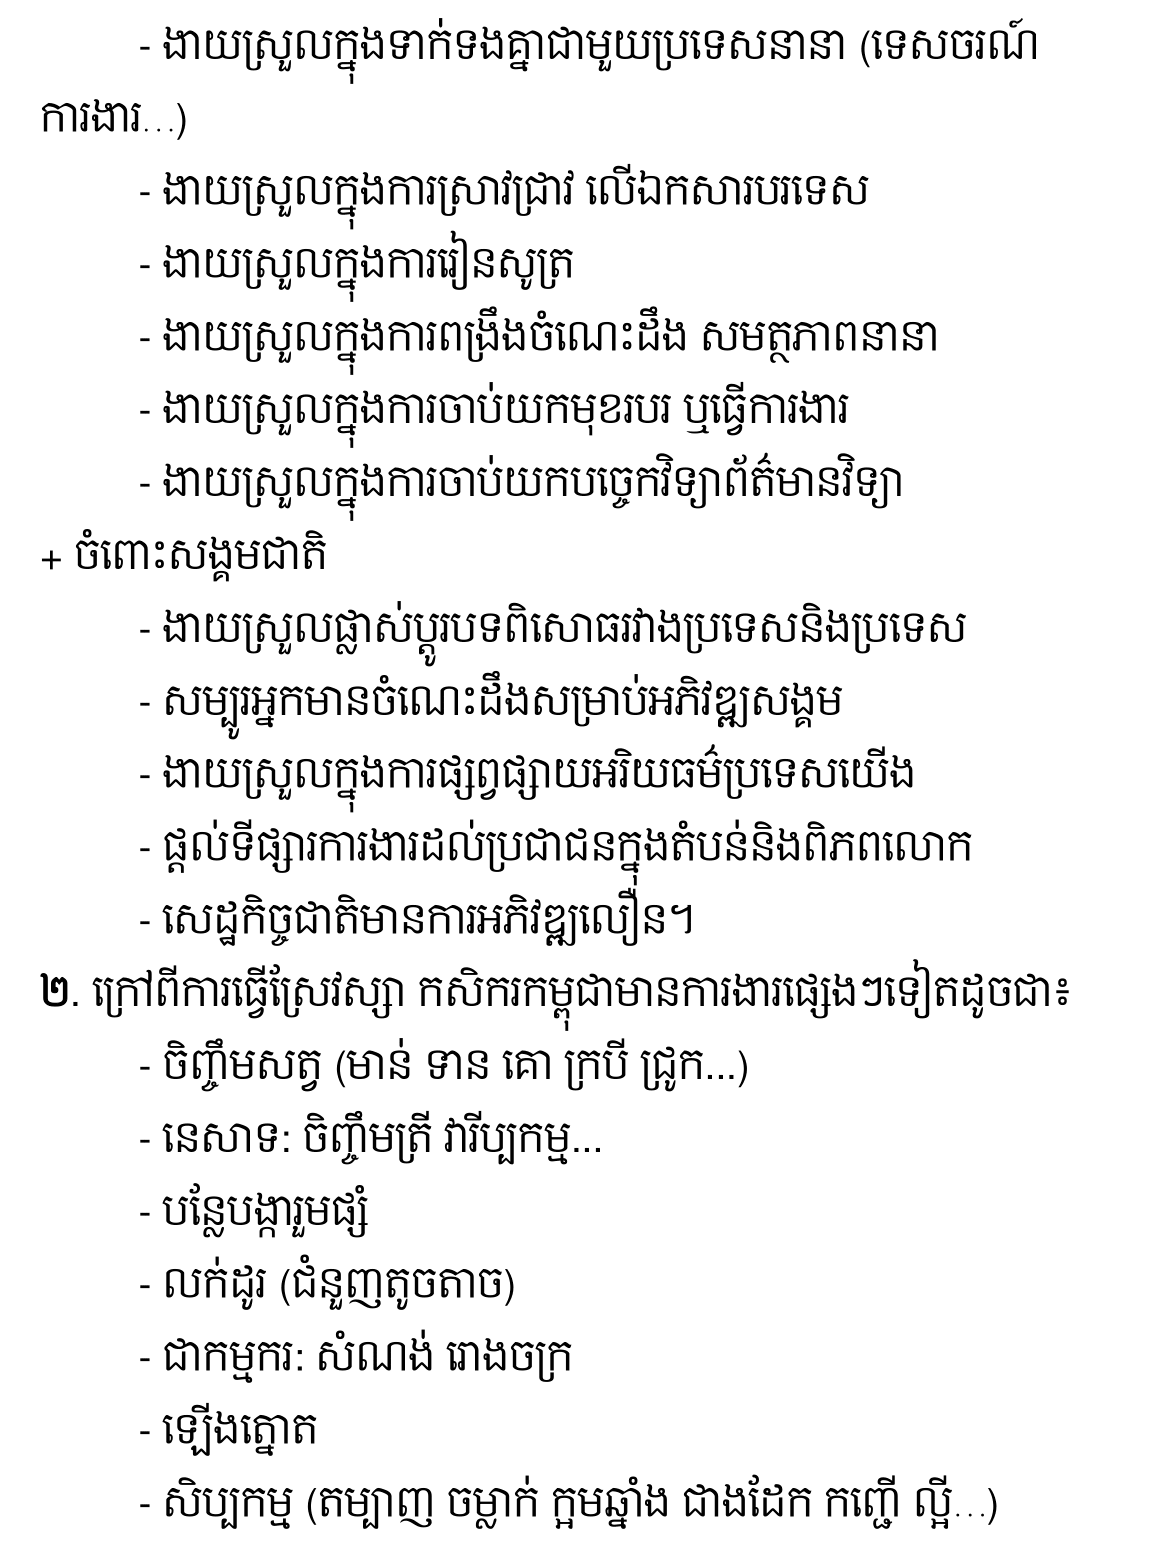 - ងាយស្រួលក្នុងទាក់ទងគ្នាជាមួយប្រទេសនានា (ទេសចរណ៍
ការងារ...)
- ងាយស្រួលក្នុងការស្រាវជ្រាវ លើឯកសារបរទេស
- ងាយស្រួលក្នុងការរៀនសូត្រ
- ងាយស្រួលក្នុងការពង្រឹងចំណេះដឹង សមត្ថភាពនានា
- ងាយស្រួលក្នុងការចាប់យកមុខរបរ ឬធ្វើការងារ
- ងាយស្រួលក្នុងការចាប់យកបច្ចេកវិទ្យាព័ត៌មានវិទ្យា
+ ចំពោះសង្គមជាតិ
- ងាយស្រួលផ្លាស់ប្តូរបទពិសោធរវាងប្រទេសនិងប្រទេស
- សម្បូរអ្នកមានចំណេះដឹងសម្រាប់អភិវឌ្ឍសង្គម
- ងាយស្រួលក្នុងការផ្សព្វផ្សាយអរិយធម៌ប្រទេសយើង
- ផ្តល់ទីផ្សារការងារដល់ប្រជាជនក្នុងតំបន់និងពិភពលោក
- សេដ្ឋកិច្ចជាតិមានការអភិវឌ្ឍលឿន។
២. ក្រៅពីការធ្វើស្រែវស្សា កសិករកម្ពុជាមានការងារផ្សេងៗទៀតដូចជា៖
- ចិញ្ចឹមសត្វ (មាន់ ទាន គោ ក្របី ជ្រូក...)
- នេសាទ: ចិញ្ចឹមត្រី វារីប្បកម្ម...
- បន្លែបង្ការួមផ្សំ
- លក់ដូរ (ជំនួញតូចតាច)
- ជាកម្មករ: សំណង់ រោងចក្រ
- ឡើងត្នោត
- សិប្បកម្ម (តម្បាញ ចម្លាក់ ក្អមឆ្នាំង ជាងដែក កញ្ជើ ល្អី...)